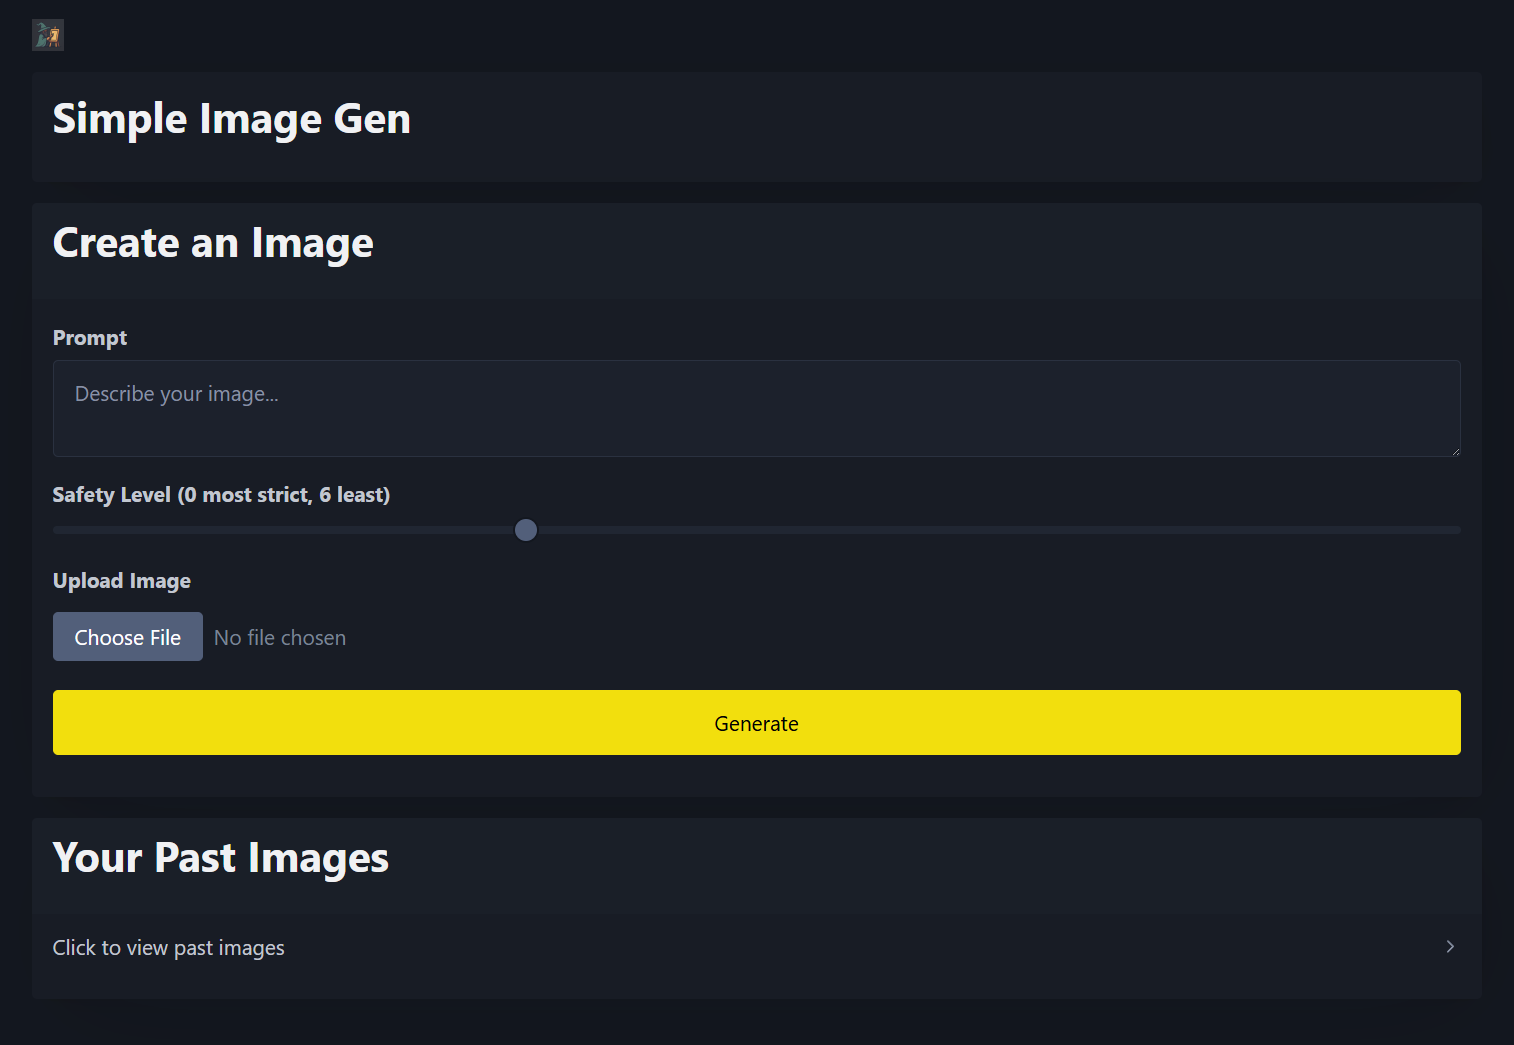 Simple Image Gen
Create an Image
Prompt
Describe your image...
Safety Level (0 most strict, 6 least)
Upload Image
Choose File No file chosen
Generate
Your Past Images
Click to view past images